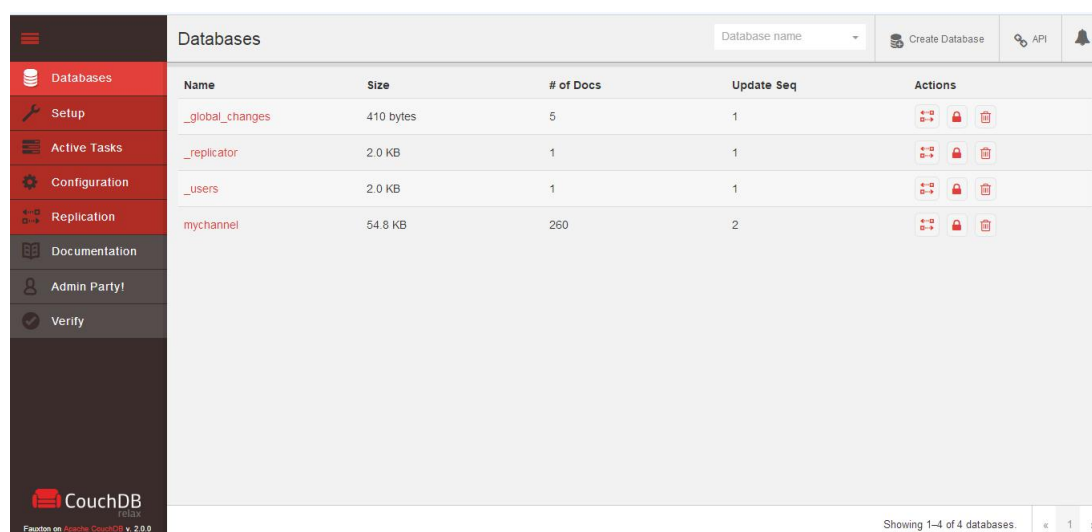 Databases
Database name
Create Database
API
Databases
Setup
Active Tasks
Configuration
Replication
Documentation
Admin Party!
Verify
Name Size # of Docs Update Seq Actions
_global_changes 410 bytes 5 1
_replicator 2.0 KB 1 1
_users 2.0 KB 1 1
mychannel 54.8 KB 260 2
CouchDB
relax
Fauxton on Apache CouchDB v. 2.0.0
Showing 1–4 of 4 databases. « 1